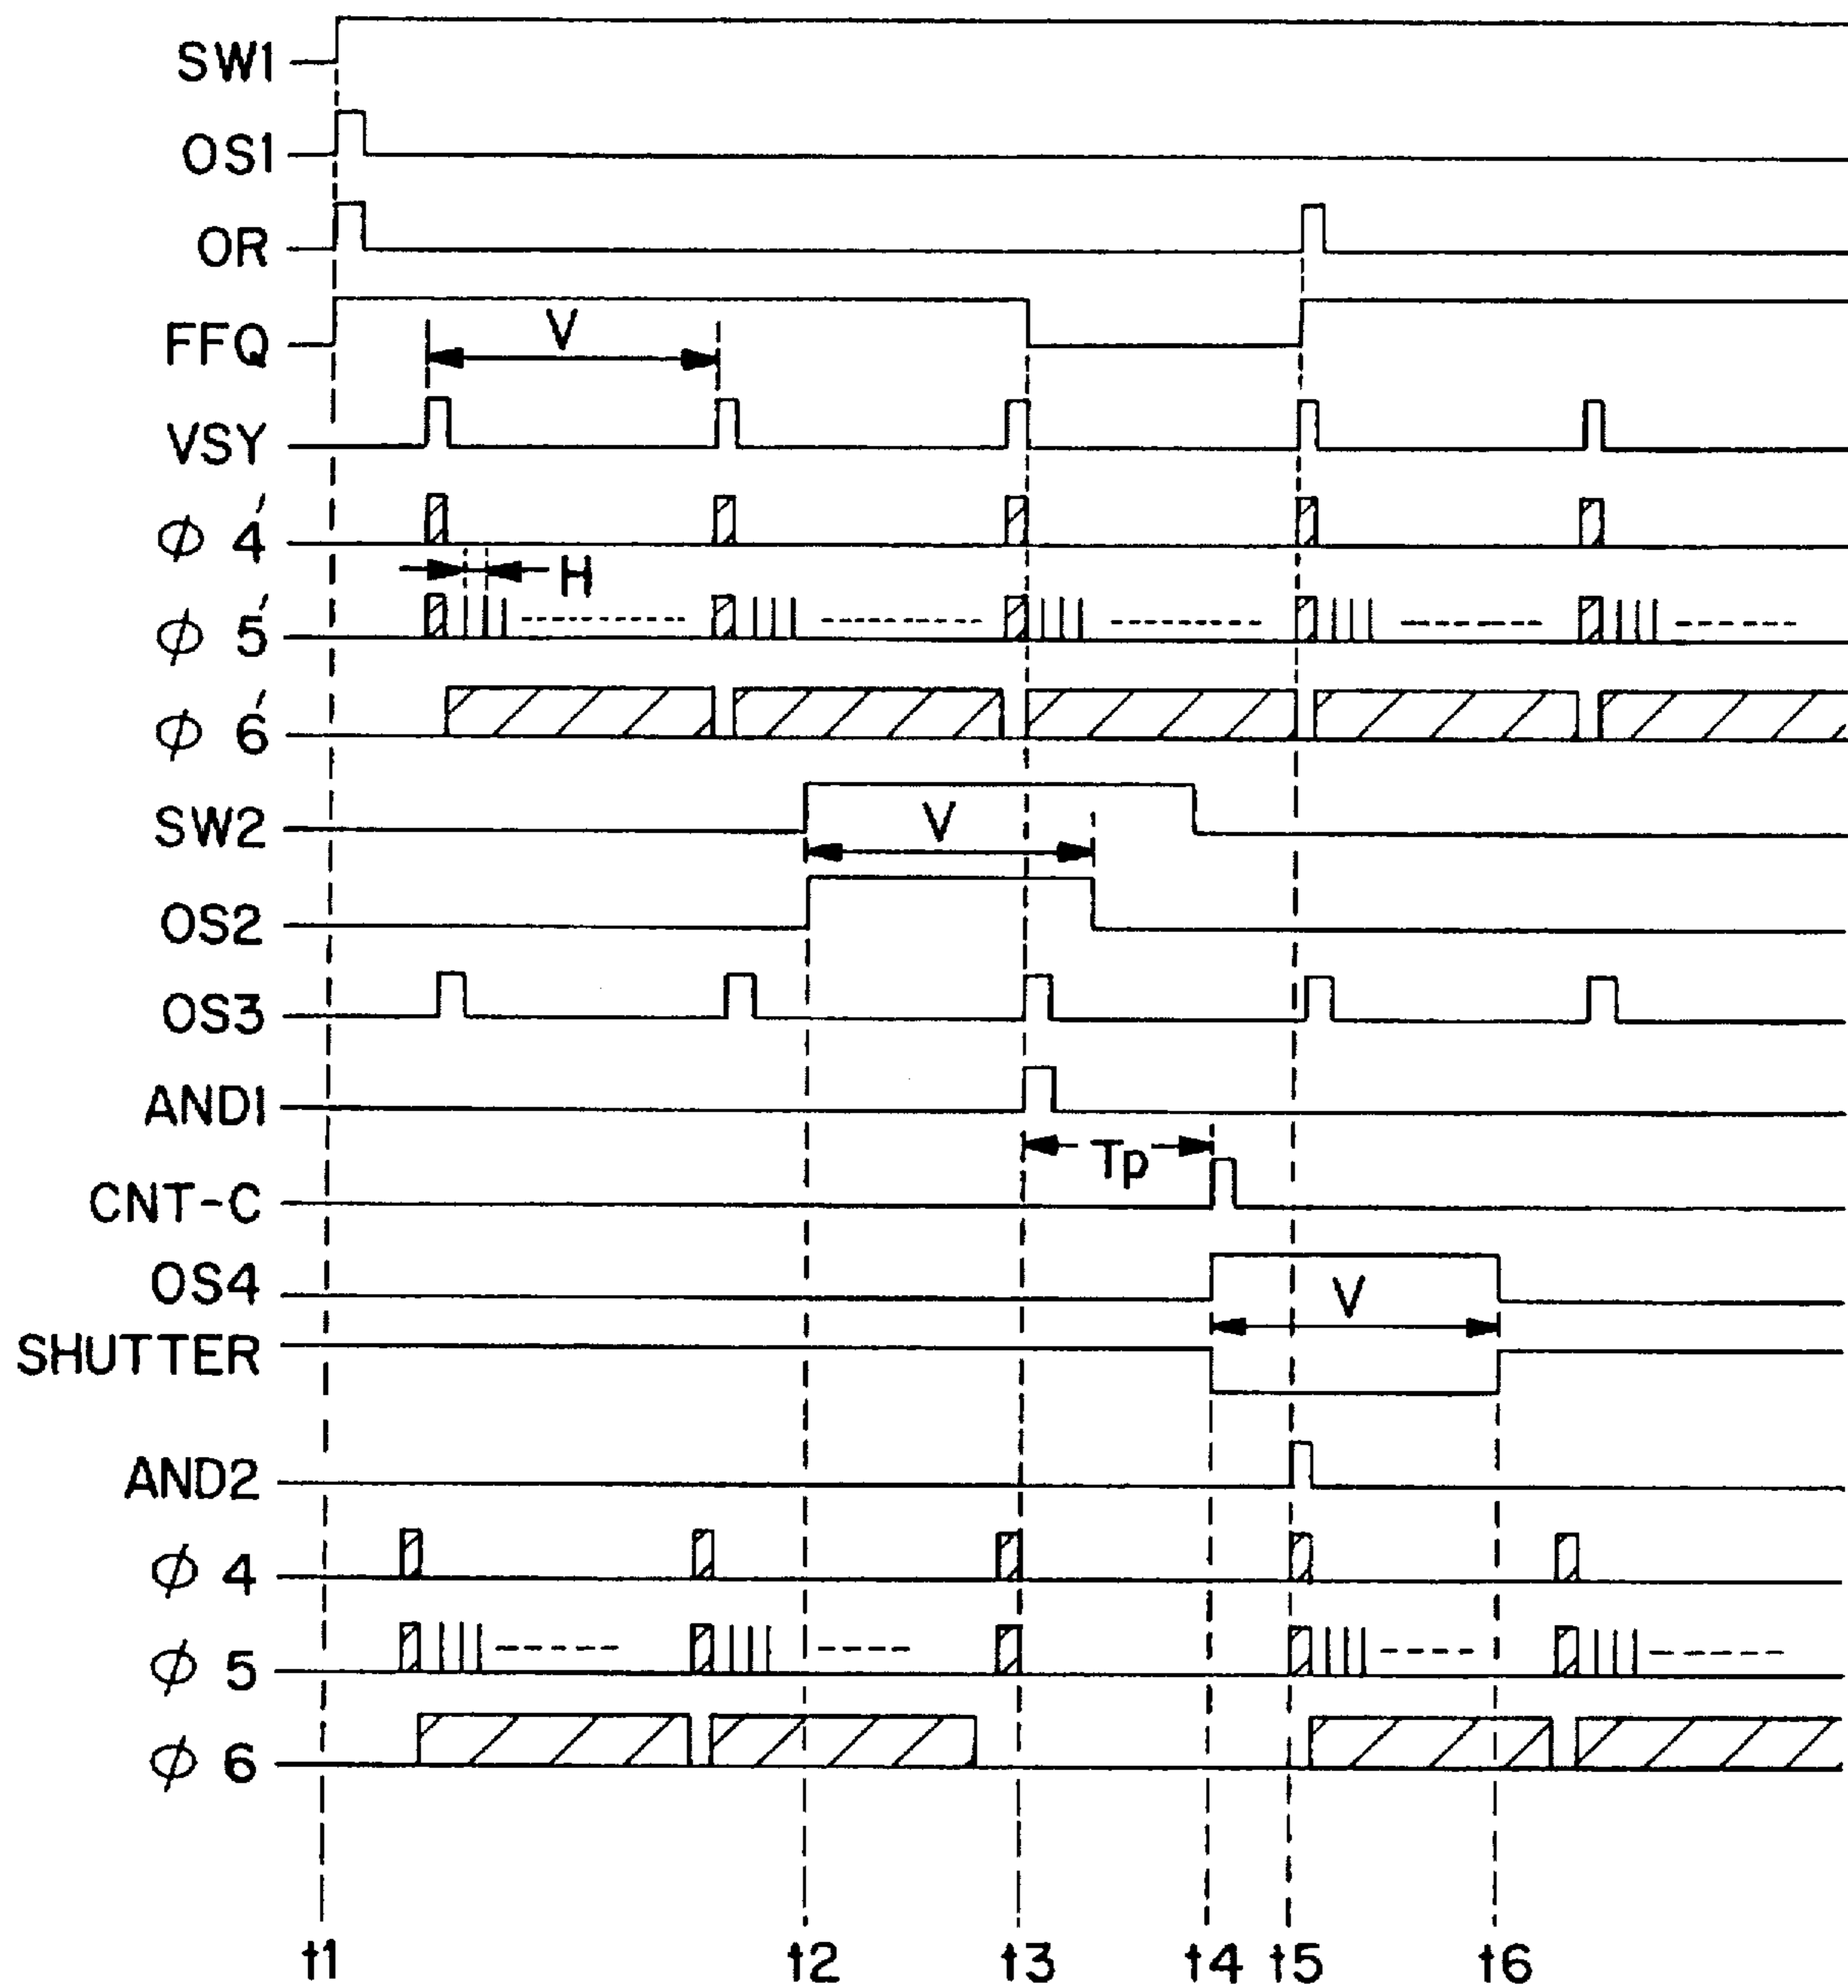 SW1
OS1
OR
FFQ
V
VSY
ϕ 4'
H
ϕ 5'
ϕ 6'
SW2
V
OS2
OS3
AND1
Tp
CNT-C
OS4
V
SHUTTER
AND2
ϕ 4
ϕ 5
ϕ 6
t1 t2 t3 t4 t5 t6